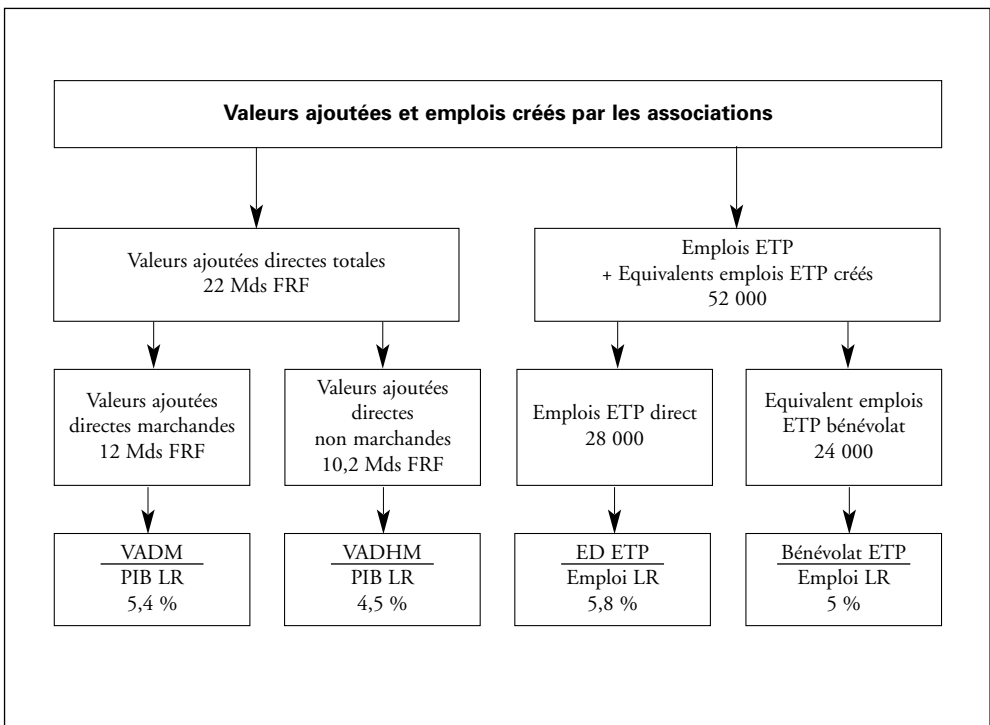 Valeurs ajoutées et emplois créés par les associations
Valeurs ajoutées directes totales
22 Mds FRF
Emplois ETP
+ Equivalents emplois ETP créés
52 000
Valeurs ajoutées
directes marchandes
12 Mds FRF
Valeurs ajoutées
directes
non marchandes
10,2 Mds FRF
Emplois ETP direct
28 000
Equivalent emplois
ETP bénévolat
24 000
VADM
PIB LR
5,4 %
VADHM
PIB LR
4,5 %
ED ETP
Emploi LR
5,8 %
Bénévolat ETP
Emploi LR
5 %